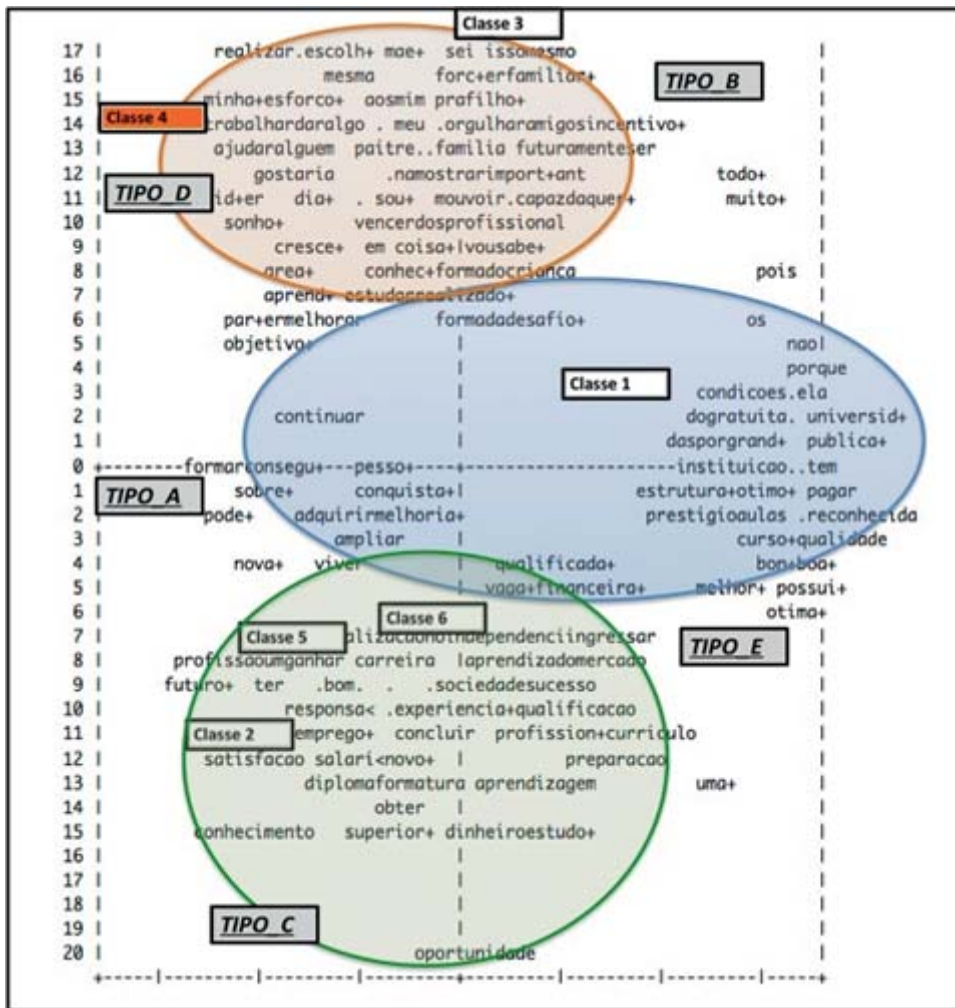 Classe 3
17 | realizar.escolh+ mae+ sei issomesmo
16 | mesma forc+erfamiliar+
TIPO_B
15 | minha+esforco+ aosmim prafilho+
Classe 4
14 | trabalhardaralgo . meu .orgulharamigosincentivo+
13 | ajudaralguem paitre..familia futuramenteser
12 | gostaria .namostrarimport+ant todo+
TIPO_D
11 | id+er dia+ . sou+ mouvoir.capazdaquer+ muito+
10 | sonho+ vencerdosprofissional
9 | cresce+ em coisa+|vousabe+
8 | area+ conhec+formadocrianca pois
7 | aprend+ estudarrealizado+
6 | par+ermelhorar formadadesafio+ os
5 | objetivo+ nao|
4 | porque
Classe 1
3 | condicoes.ela
2 | continuar dogratuita. universid+
1 | dasporgrand+ publica+
0 +--------formarconsegu+---pesso+----+---------------------instituicao..tem
TIPO_A
1 | sobre+ conquista+| estrutura+otimo+ pagar
2 | pode+ adquirirmelhoria+ prestigioaulas .reconhecida
3 | ampliar curso+qualidade
4 | nova+ viver qualificada+ bon+boa+
5 | vaga+financeira+ melhor+ possui+
6 | otima+
Classe 6
Classe 5
TIPO_E
7 | alizacaonoindependenciingressar
8 | profissaoumganhar carreira |aprendizadomercado
9 | futuro+ ter .bom. . .sociedadesucesso
10 | responsa< .experiencia+qualificacao
Classe 2
11 | emprego+ concluir profission+curriculo
12 | satisfacao salari<novo+ | preparacao
13 | diplomaformatura aprendizagem uma+
14 | obter
15 | conhecimento superior+ dinheiroestudo+
16 |
17 |
18 |
19 |
TIPO_C
20 | oportunidade